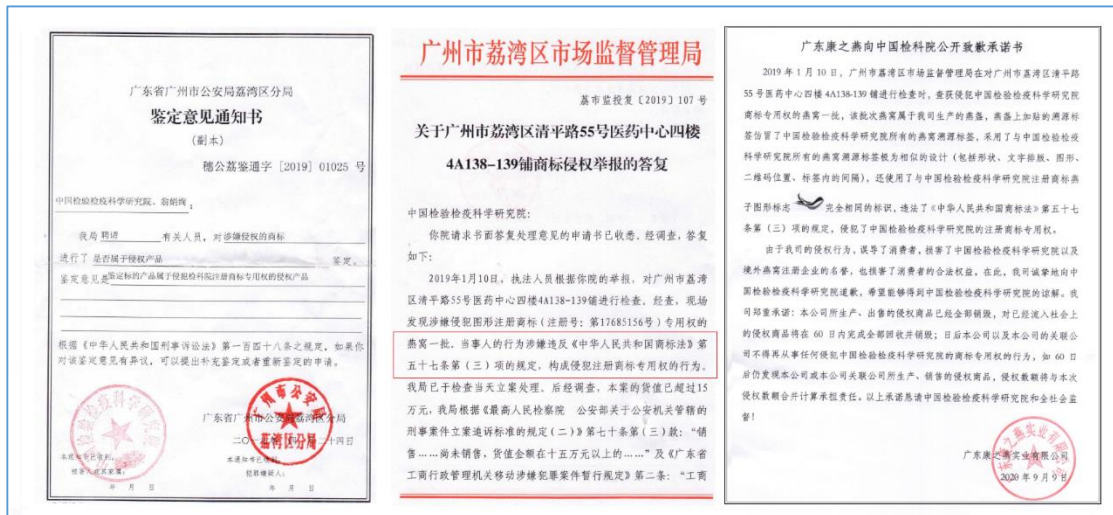 广东省广州市公安局荔湾区分局
鉴定意见通知书
(副本)
穗公荔鉴通字 [2019] 01025 号
中国检验检疫科学研究院、翁娟绚：
我局 聘请 有关人员，对涉嫌侵权的商标
进行了 是否属于侵权产品 鉴定。
鉴定意见是鉴定标的产品属于侵犯检科院注册商标专用权的侵权产品
根据《中华人民共和国刑事诉讼法》第一百四十八条之规定，如果你
对该鉴定意见有异议，可以提出补充鉴定或者重新鉴定的申请。
广东省广州市公安局荔湾区分局
荔湾区分局
本通知书已收到。
年 月 日
本通知书已收到。
犯罪嫌疑人：
年 月 日
广州市荔湾区市场监督管理局
荔市监投复〔2019〕107 号
关于广州市荔湾区清平路55号医药中心四楼
4A138-139铺商标侵权举报的答复
中国检验检疫科学研究院：
你院请求书面答复处理意见的申请书已收悉，经调查，答复
如下：
2019年1月10日，执法人员根据你院的举报，对广州市荔湾
区清平路55号医药中心四楼4A138-139铺进行检查，经查，现场
发现涉嫌侵犯图形注册商标（注册号：第17685156号）专用权的
燕窝一批，当事人的行为涉嫌违反《中华人民共和国商标法》第
五十七条第（三）项的规定，构成侵犯注册商标专用权的行为。
我局已于检查当天立案处理。后经调查，本案的货值已超过15
万元，我局根据《最高人民检察院 公安部关于公安机关管辖的
刑事案件立案追诉标准的规定（二）》第七十条第（三）款：“销
售……尚未销售，货值金额在十五万元以上的……”及《广东省
工商行政管理机关移动涉嫌犯罪案件暂行规定》第二条：“工商
广东康之燕向中国检科院公开致歉承诺书
2019 年 1 月 10 日，广州市荔湾区市场监督管理局在对广州市荔湾区清平路
55 号医药中心四楼 4A138-139 铺进行检查时，查获侵犯中国检验检疫科学研究院
商标专用权的燕窝一批，该批次燕窝属于我司生产的燕盏，燕盏上加贴的溯源标
签仿冒了中国检验检疫科学研究院所有的燕窝溯源标签，采用了与中国检验检疫
科学研究院所有的燕窝溯源标签极为相似的设计（包括形状、文字排版、图形、
二维码位置、标签内的间隔），还使用了与中国检验检疫科学研究院注册商标燕
子图形标志 完全相同的标识，违法了《中华人民共和国商标法》第五十七
条第（三）项的规定，侵犯了中国检验检疫科学研究院的注册商标专用权。
由于我司的侵权行为，误导了消费者，损害了中国检验检疫科学研究院以及
境外燕窝注册企业的名誉，也损害了消费者的合法权益。在此，我司诚挚地向中
国检验检疫科学研究院道歉，希望能够得到中国检验检疫科学研究院的谅解。我
司郑重承诺：本公司所生产、出售的侵权商品已经全部销毁，对已经流入社会上
的侵权商品将在 60 日内完成全部回收并销毁；日后本公司以及本公司的关联公
司不得再从事任何侵犯中国检验检疫科学研究院的商标专用权的行为，如 60 日
后仍发现本公司或本公司关联公司所生产、销售的侵权商品，侵权数额将与本次
侵权数额合并计算承担责任。以上承诺恳请中国检验检疫科学研究院和全社会监
督！
广东康之燕实业有限公司
2020 年 9 月 9 日